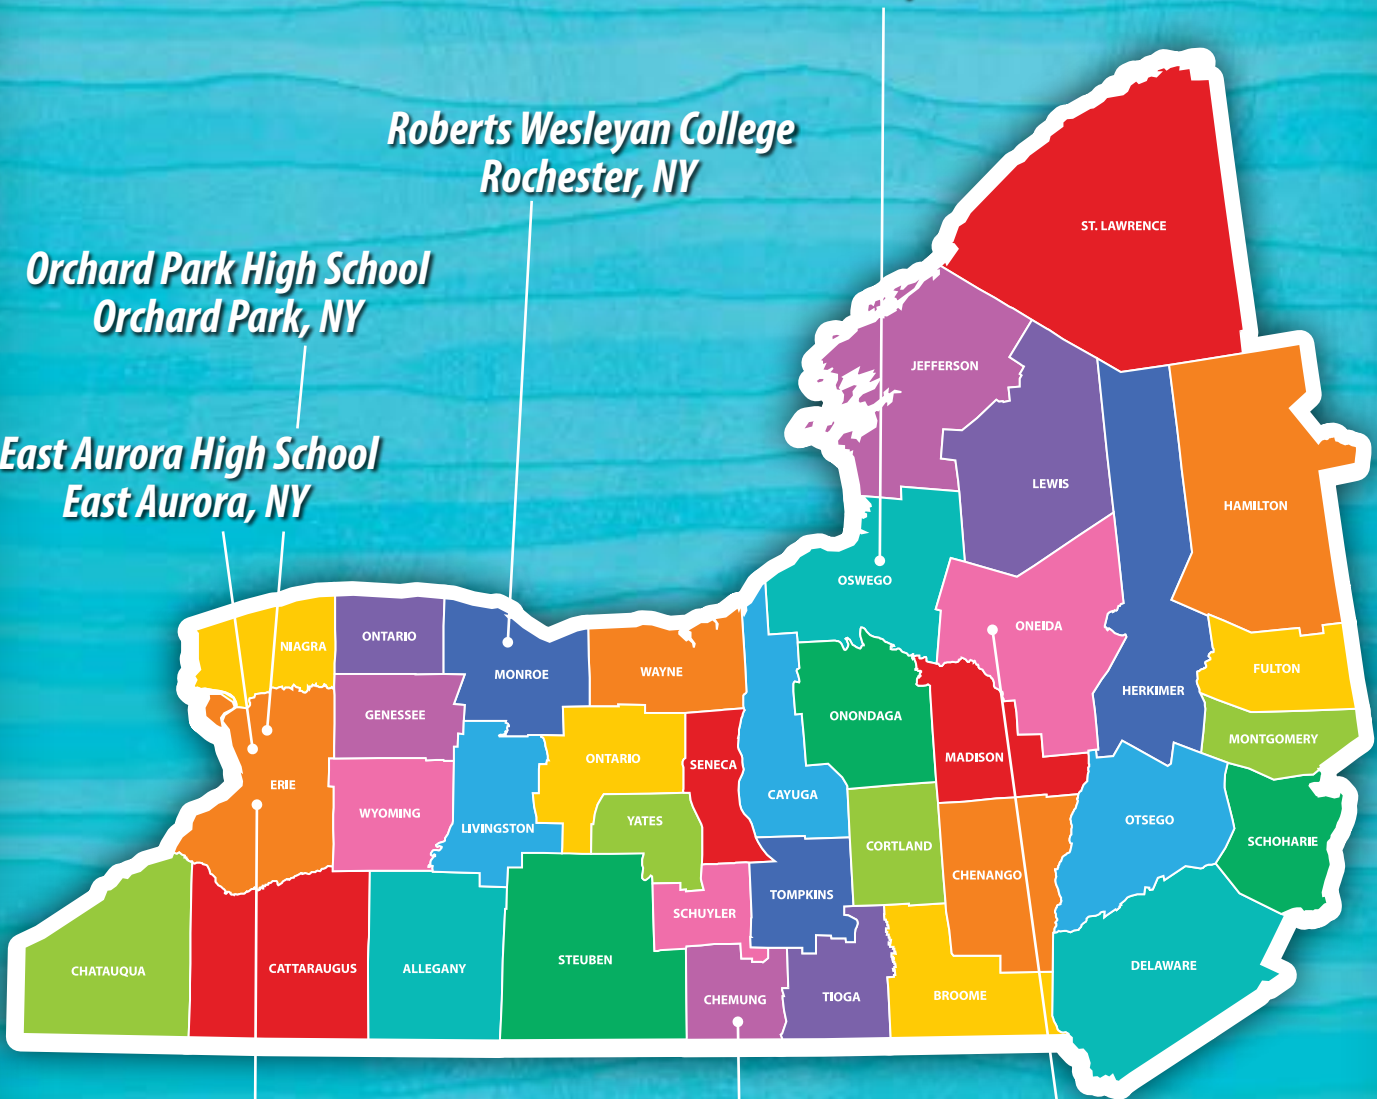 Roberts Wesleyan College
Rochester, NY
Orchard Park High School
Orchard Park, NY
East Aurora High School
East Aurora, NY
ST. LAWRENCE
JEFFERSON
LEWIS
HAMILTON
OSWEGO
ONEIDA
NIAGRA
ONTARIO
MONROE
WAYNE
HERKIMER
FULTON
GENESSEE
ONONDAGA
MONTGOMERY
ERIE
WYOMING
LIVINGSTON
ONTARIO
SENECA
YATES
CAYUGA
MADISON
CORTLAND
CHENANGO
OTSEGO
SCHOHARIE
CHATAUQUA
CATTARAUGUS
ALLEGANY
STEUBEN
SCHUYLER
TOMPKINS
CHEMUNG
TIOGA
BROOME
DELAWARE